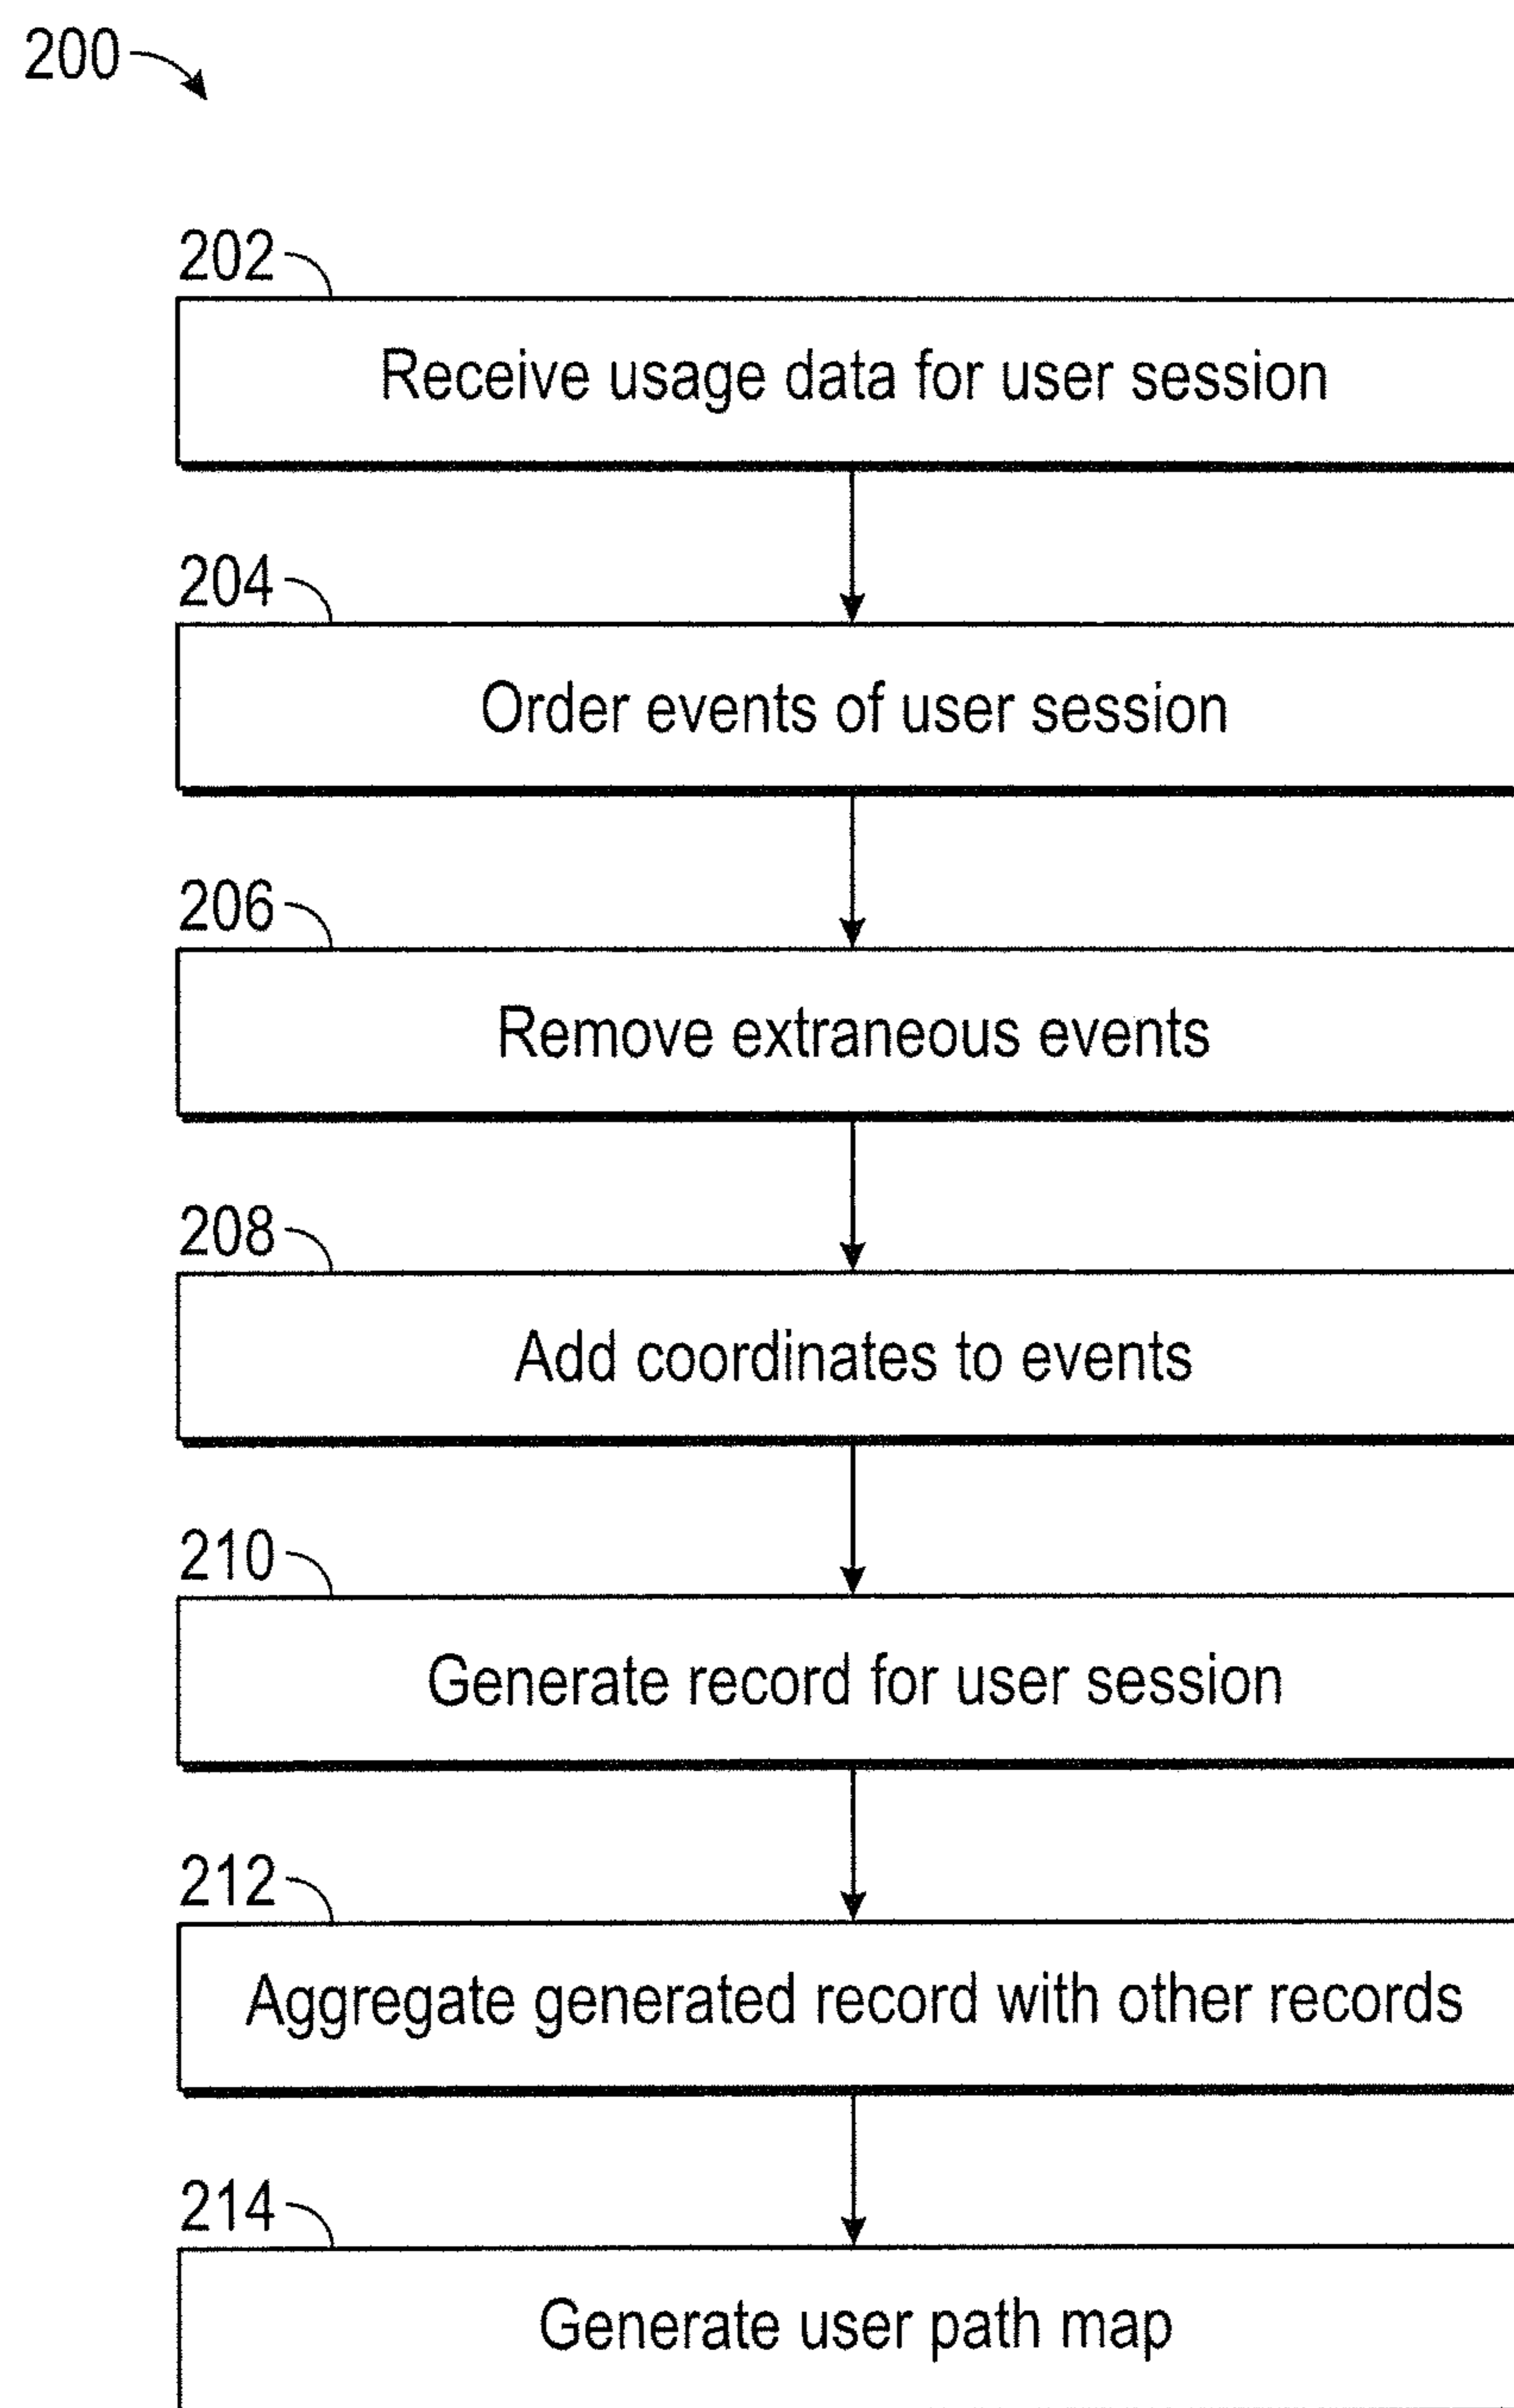 200
202
Receive usage data for user session
204
Order events of user session
206
Remove extraneous events
208
Add coordinates to events
210
Generate record for user session
212
Aggregate generated record with other records
214
Generate user path map